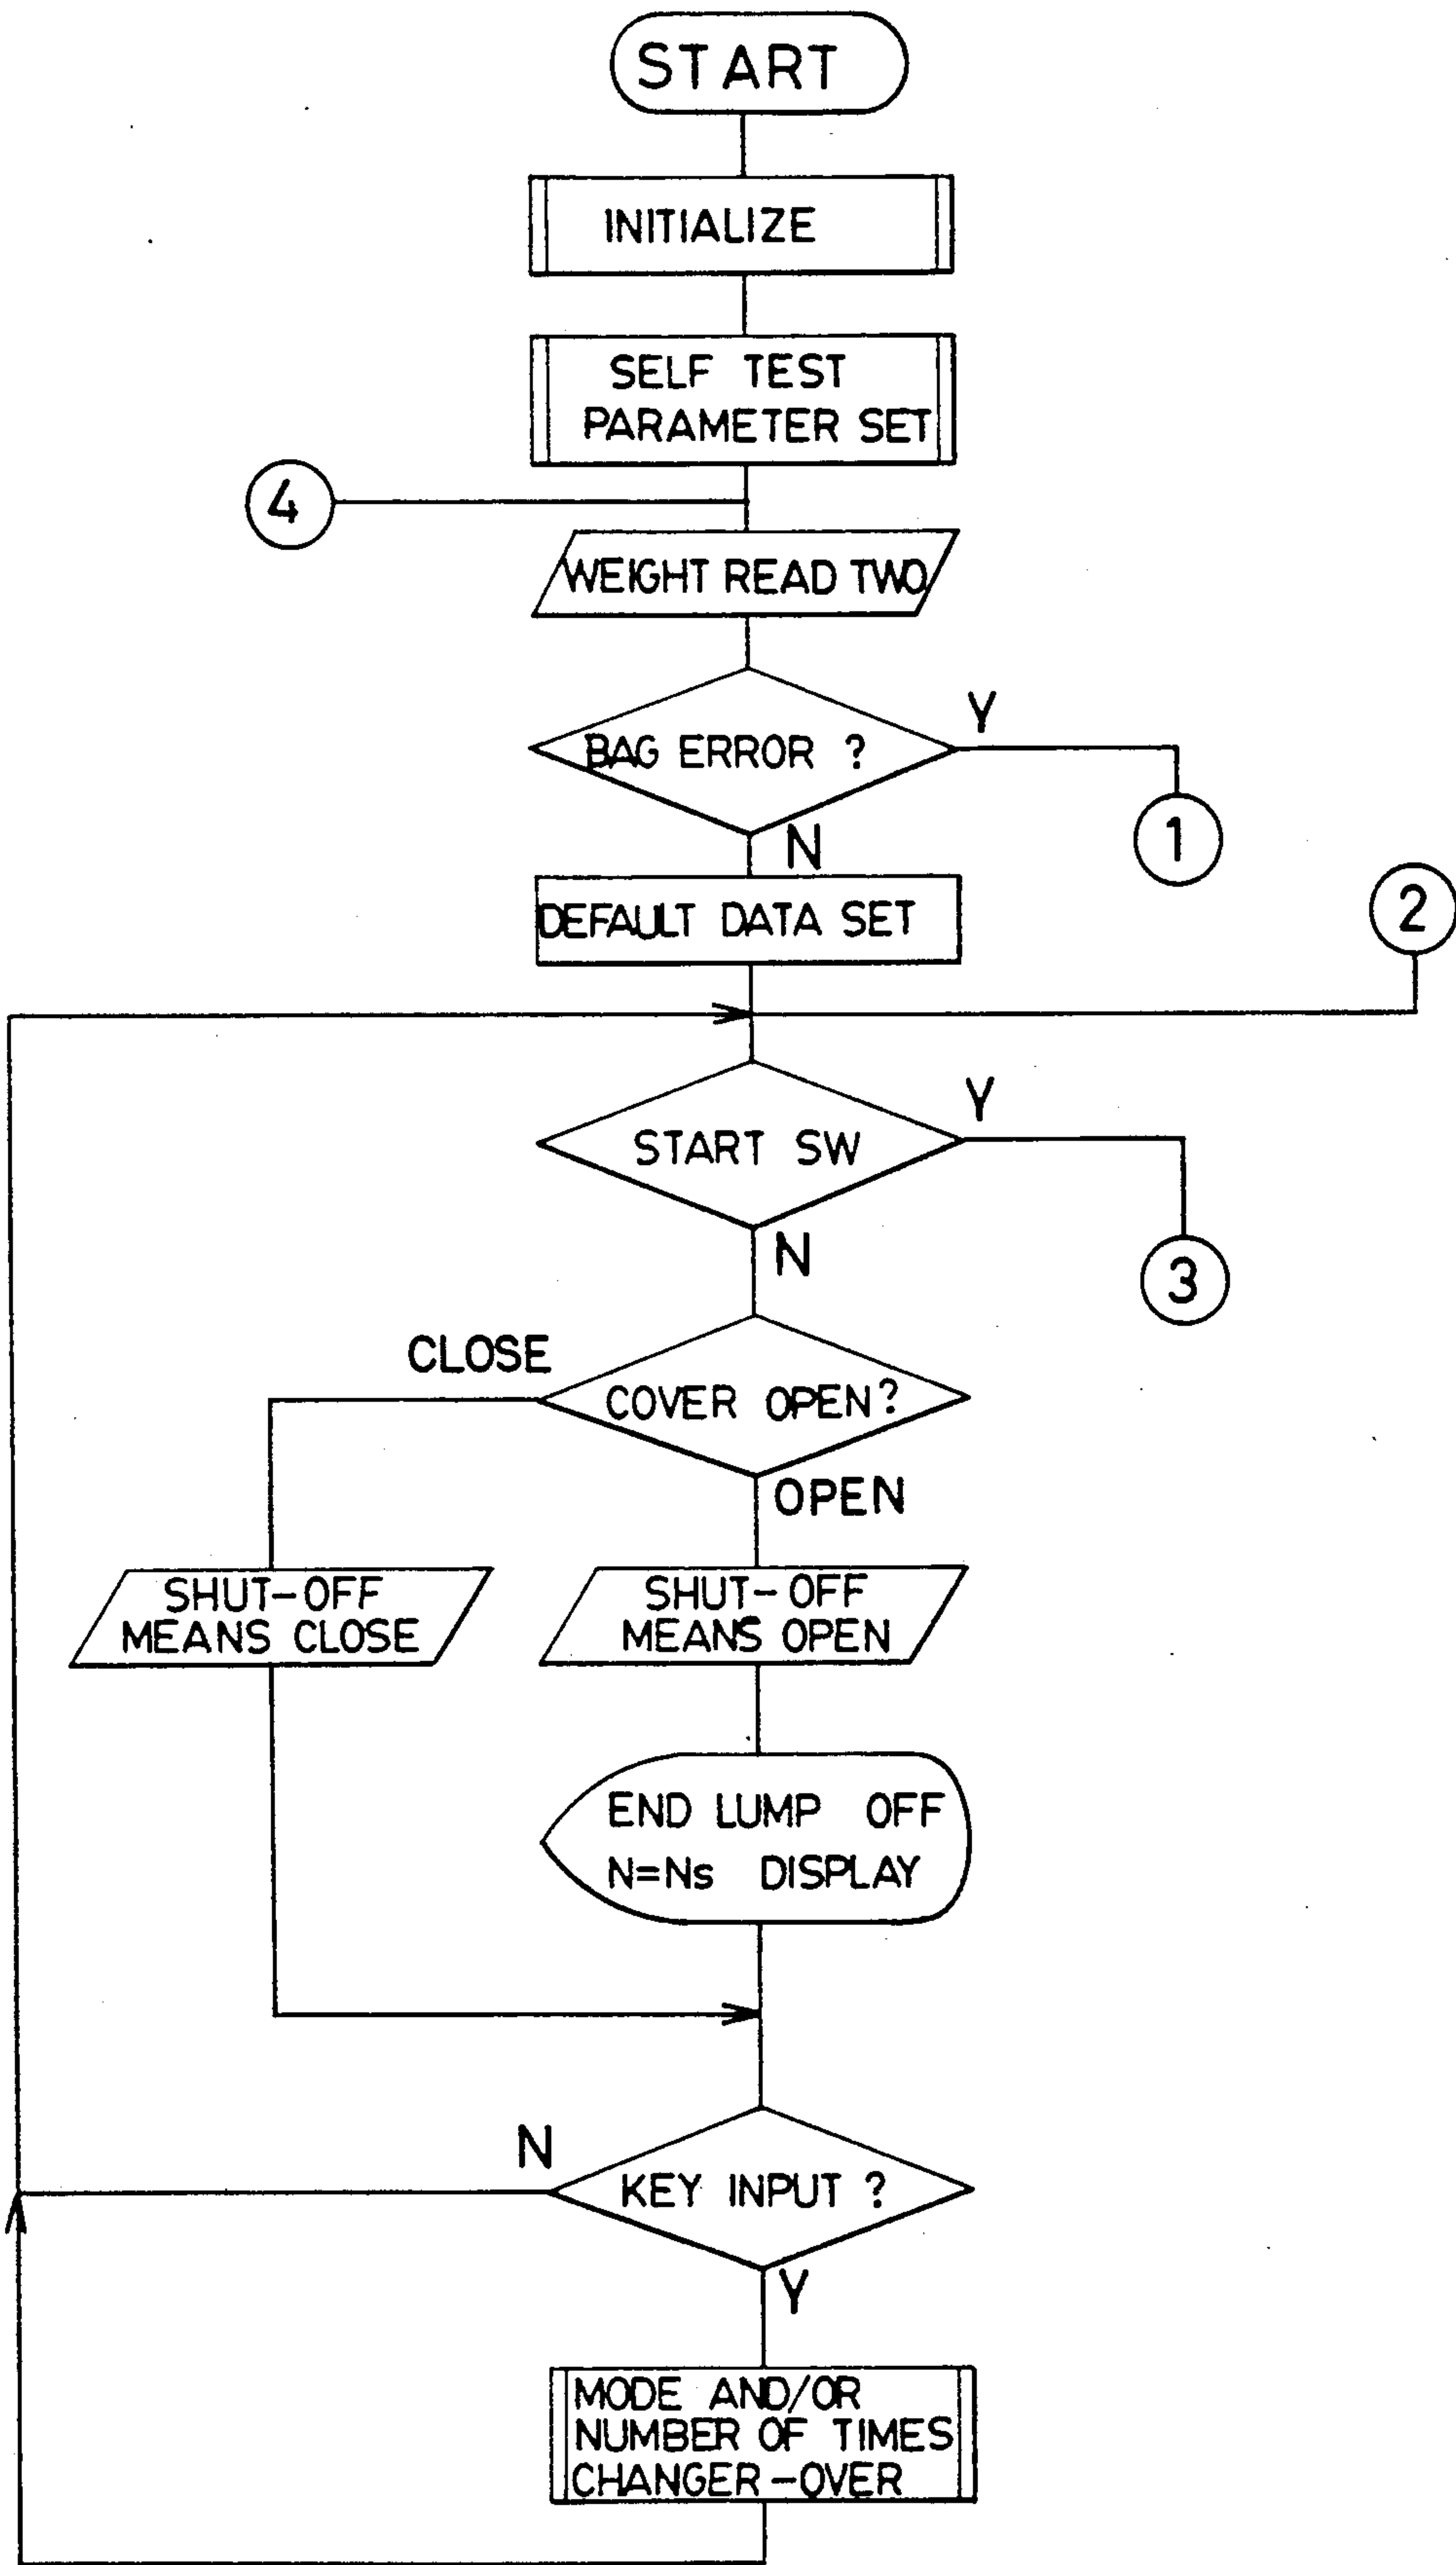 START
INITIALIZE
SELF TEST
PARAMETER SET
4
WEIGHT READ TWO
BAG ERROR ?
Y
1
N
DEFAULT DATA SET
2
START SW
Y
3
N
COVER OPEN?
CLOSE
OPEN
SHUT-OFF
MEANS CLOSE
SHUT-OFF
MEANS OPEN
END LUMP OFF
N=Ns DISPLAY
KEY INPUT ?
N
Y
MODE AND/OR
NUMBER OF TIMES
CHANGER-OVER